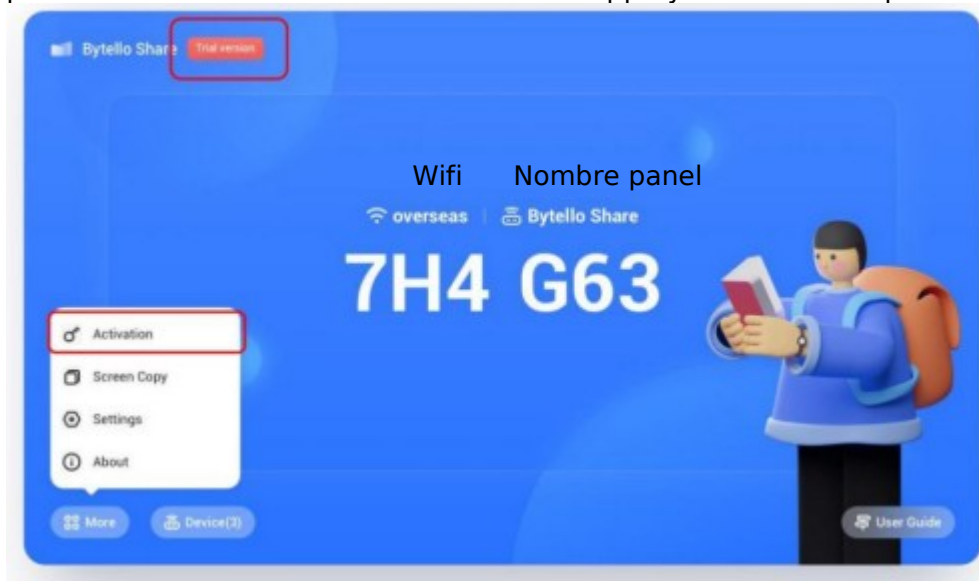 Bytello Share Trial version
Wifi Nombre panel
overseas Bytello Share
7H4 G63
Activation
Screen Copy
Settings
About
More Device(3)
User Guide